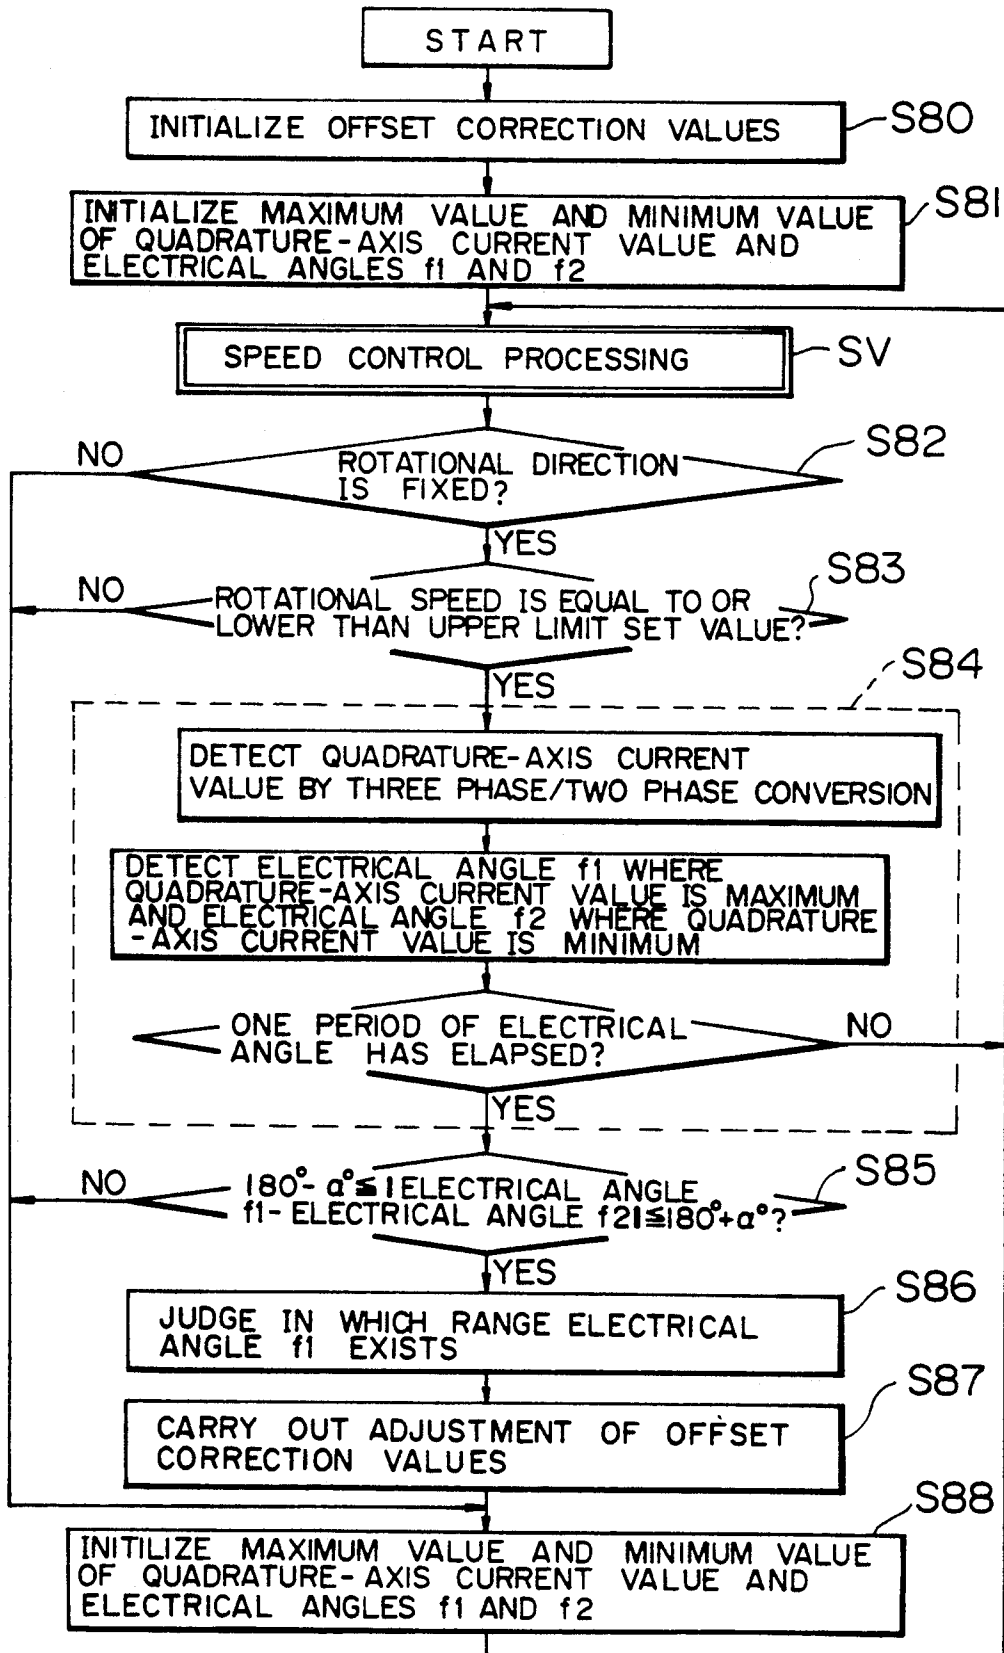 START
INITIALIZE OFFSET CORRECTION VALUES
S80
INITIALIZE MAXIMUM VALUE AND MINIMUM VALUE
OF QUADRATURE-AXIS CURRENT VALUE AND
ELECTRICAL ANGLES f1 AND f2
S81
SPEED CONTROL PROCESSING
SV
NO
ROTATIONAL DIRECTION
IS FIXED?
S82
YES
NO
ROTATIONAL SPEED IS EQUAL TO OR
LOWER THAN UPPER LIMIT SET VALUE?
S83
YES
S84
DETECT QUADRATURE-AXIS CURRENT
VALUE BY THREE PHASE/TWO PHASE CONVERSION
DETECT ELECTRICAL ANGLE f1 WHERE
QUADRATURE-AXIS CURRENT VALUE IS MAXIMUM
AND ELECTRICAL ANGLE f2 WHERE QUADRATURE
-AXIS CURRENT VALUE IS MINIMUM
ONE PERIOD OF ELECTRICAL
ANGLE HAS ELAPSED?
NO
YES
NO
180°-α°≦|ELECTRICAL ANGLE
f1-ELECTRICAL ANGLE f2|≦180°+α°?
S85
YES
JUDGE IN WHICH RANGE ELECTRICAL
ANGLE f1 EXISTS
S86
CARRY OUT ADJUSTMENT OF OFFSET
CORRECTION VALUES
S87
INITILIZE MAXIMUM VALUE AND MINIMUM VALUE
OF QUADRATURE-AXIS CURRENT VALUE AND
ELECTRICAL ANGLES f1 AND f2
S88